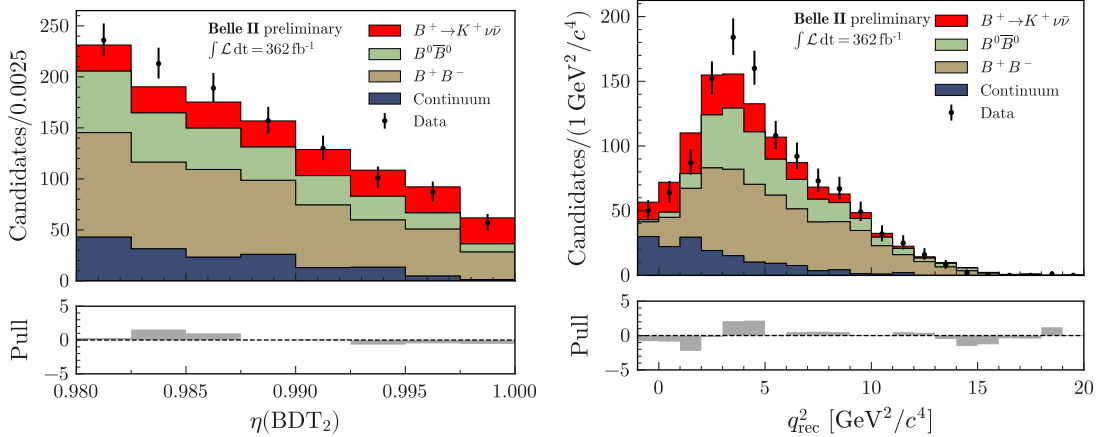 Candidates/0.0025
250
200
150
100
50
0
Belle II preliminary
∫ℒ dt = 362 fb⁻¹
B⁺→K⁺νν̄
B⁰B̄⁰
B⁺B⁻
Continuum
Data
Pull
5
0
−5
0.980
0.985
0.990
0.995
1.000
η(BDT₂)
Candidates/(1 GeV²/c⁴)
200
150
100
50
0
Belle II preliminary
∫ℒ dt = 362 fb⁻¹
B⁺→K⁺νν̄
B⁰B̄⁰
B⁺B⁻
Continuum
Data
Pull
5
0
−5
0
5
10
15
20
q²rec [GeV²/c⁴]